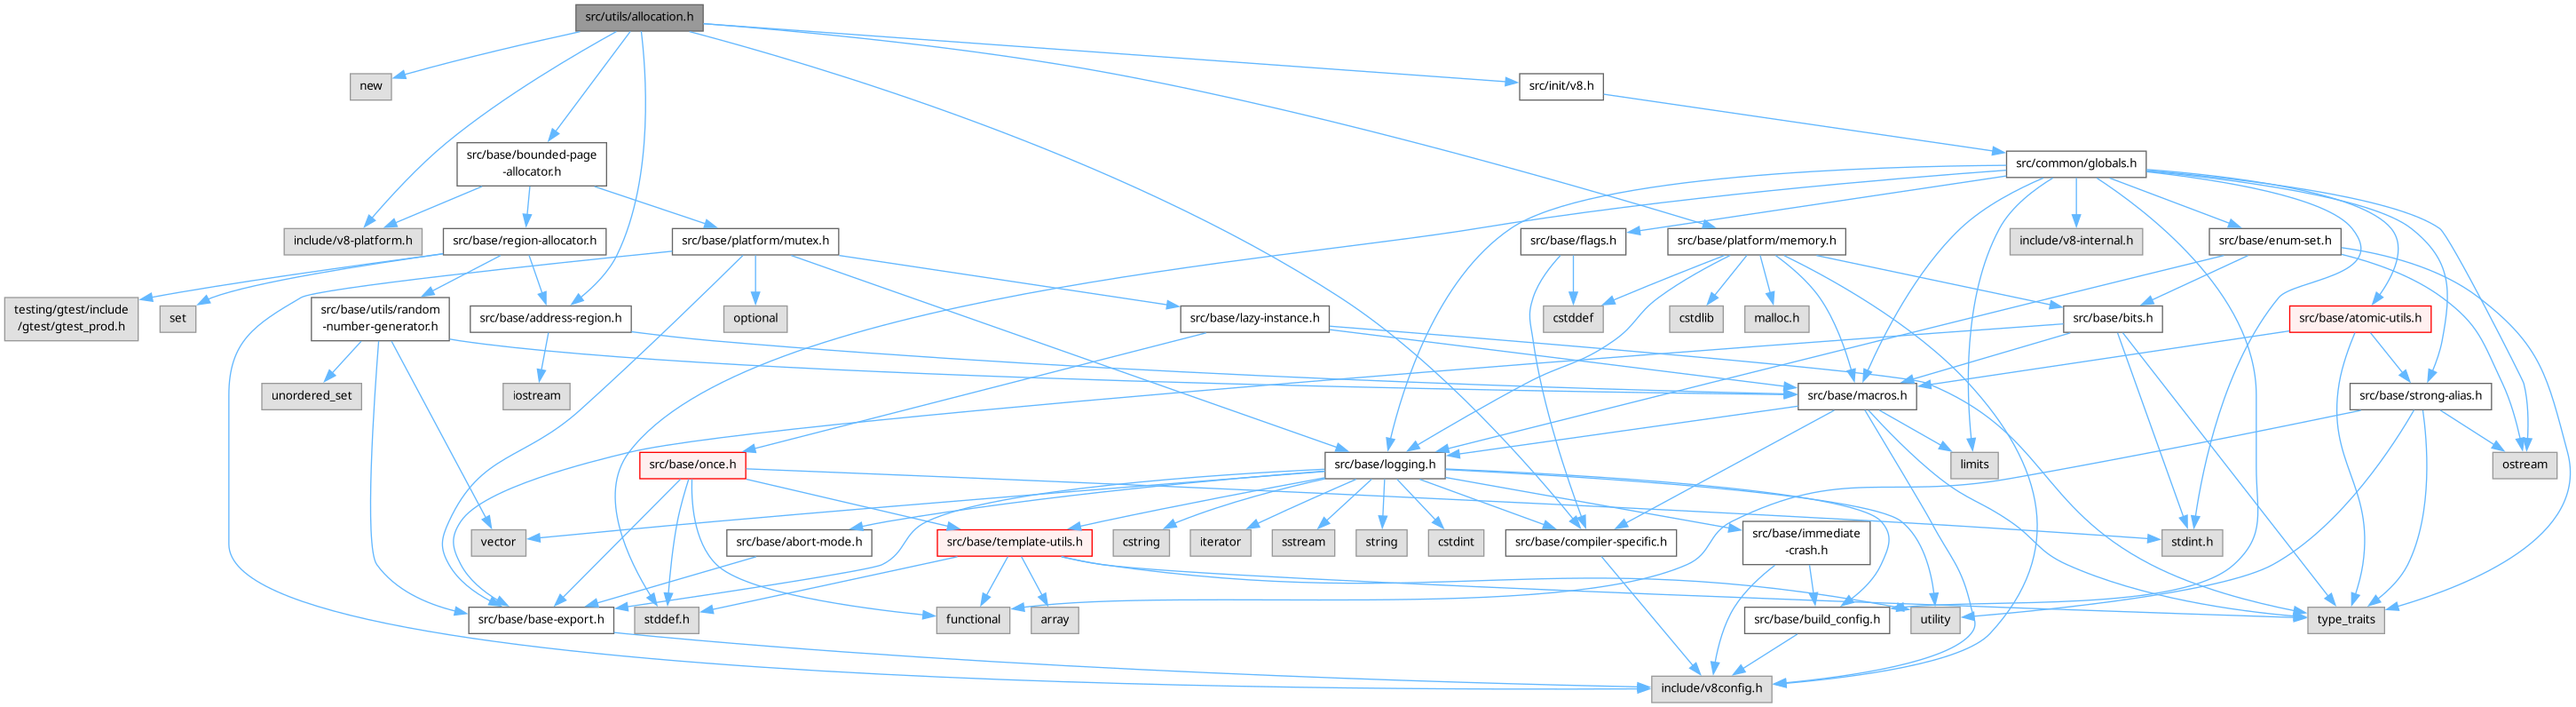 src/utils/allocation.h
new
src/init/v8.h
src/base/bounded-page
-allocator.h
src/common/globals.h
include/v8-platform.h
src/base/region-allocator.h
src/base/platform/mutex.h
src/base/flags.h
src/base/platform/memory.h
include/v8-internal.h
src/base/enum-set.h
testing/gtest/include
/gtest/gtest_prod.h
set
src/base/utils/random
-number-generator.h
src/base/address-region.h
optional
src/base/lazy-instance.h
cstddef
cstdlib
malloc.h
src/base/bits.h
src/base/atomic-utils.h
unordered_set
iostream
src/base/macros.h
src/base/strong-alias.h
src/base/once.h
src/base/logging.h
limits
ostream
vector
src/base/abort-mode.h
src/base/template-utils.h
cstring
iterator
sstream
string
cstdint
src/base/compiler-specific.h
src/base/immediate
-crash.h
stdint.h
src/base/base-export.h
stddef.h
functional
array
src/base/build_config.h
utility
type_traits
include/v8config.h